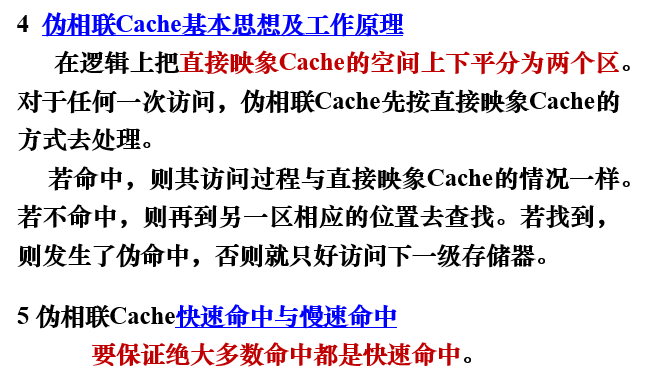 4 伪相联Cache基本思想及工作原理
在逻辑上把直接映象Cache的空间上下平分为两个区。
对于任何一次访问，伪相联Cache先按直接映象Cache的
方式去处理。
若命中，则其访问过程与直接映象Cache的情况一样。
若不命中，则再到另一区相应的位置去查找。若找到，
则发生了伪命中，否则就只好访问下一级存储器。
5 伪相联Cache快速命中与慢速命中
要保证绝大多数命中都是快速命中。